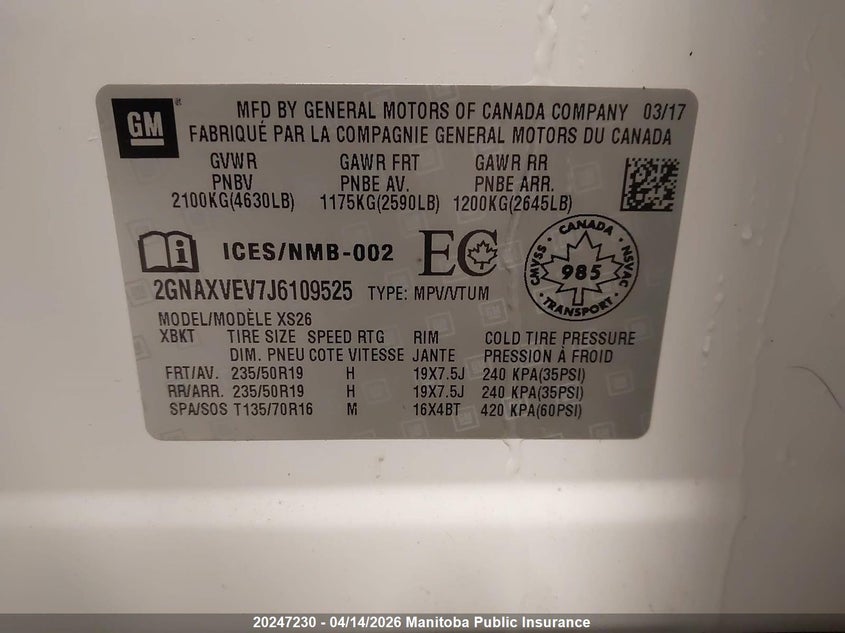 GM
MFD BY GENERAL MOTORS OF CANADA COMPANY 03/17
FABRIQUÉ PAR LA COMPAGNIE GENERAL MOTORS DU CANADA
GVWR GAWR FRT GAWR RR
PNBV PNBE AV. PNBE ARR.
2100KG(4630LB) 1175KG(2590LB) 1200KG(2645LB)
ICES/NMB-002 EC
CANADA
CMVSS 985 NSVAC
TRANSPORT
2GNAXVEV7J6109525 TYPE: MPV/VTUM
MODEL/MODÈLE XS26
XBKT TIRE SIZE SPEED RTG RIM COLD TIRE PRESSURE
DIM. PNEU COTE VITESSE JANTE PRESSION À FROID
FRT/AV. 235/50R19 H 19X7.5J 240 KPA(35PSI)
RR/ARR. 235/50R19 H 19X7.5J 240 KPA(35PSI)
SPA/SOS T135/70R16 M 16X4BT 420 KPA(60PSI)
20247230 - 04/14/2026 Manitoba Public Insurance